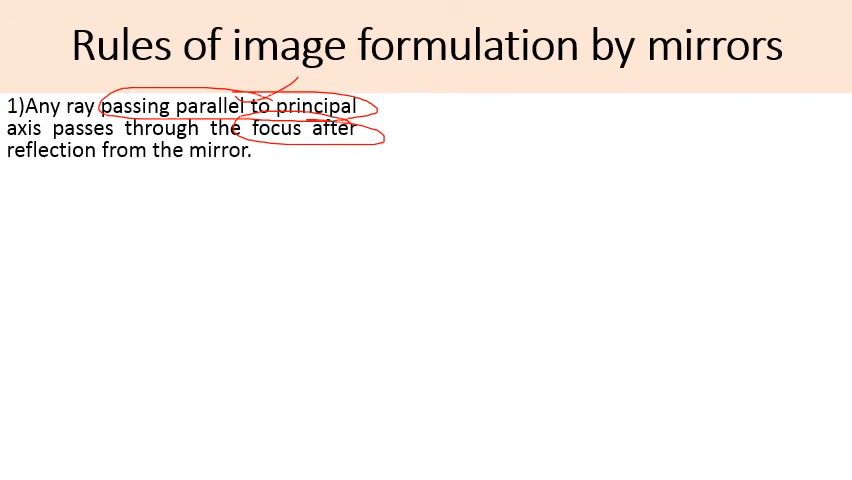 Rules of image formulation by mirrors
1)Any ray passing parallel to principal
axis passes through the focus after
reflection from the mirror.